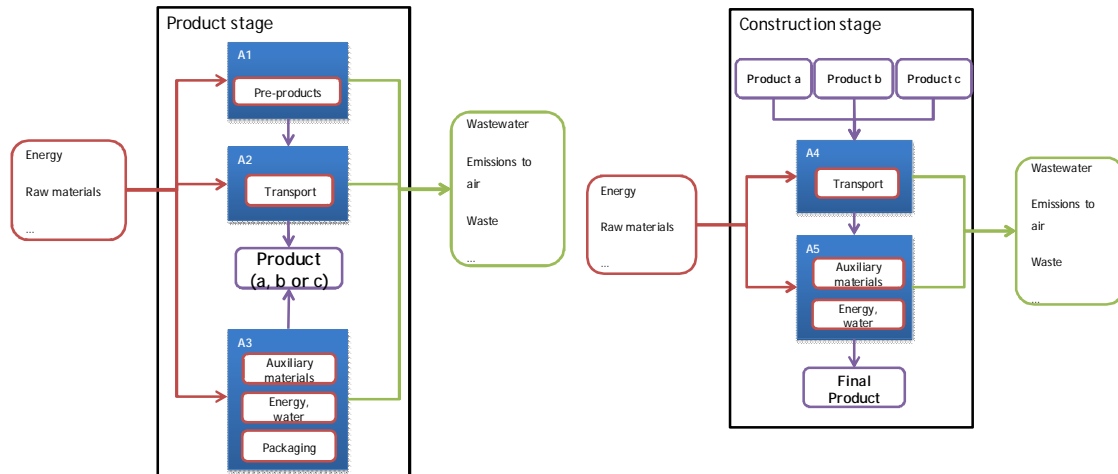 Product stage
A1
Pre-products
A2
Transport
Product
(a, b or c)
A3
Auxiliary
materials
Energy,
water
Packaging
Energy
Raw materials
...
Wastewater
Emissions to
air
Waste
...
Construction stage
Product a
Product b
Product c
A4
Transport
A5
Auxiliary
materials
Energy,
water
Final
Product
Energy
Raw materials
...
Wastewater
Emissions to
air
Waste
...